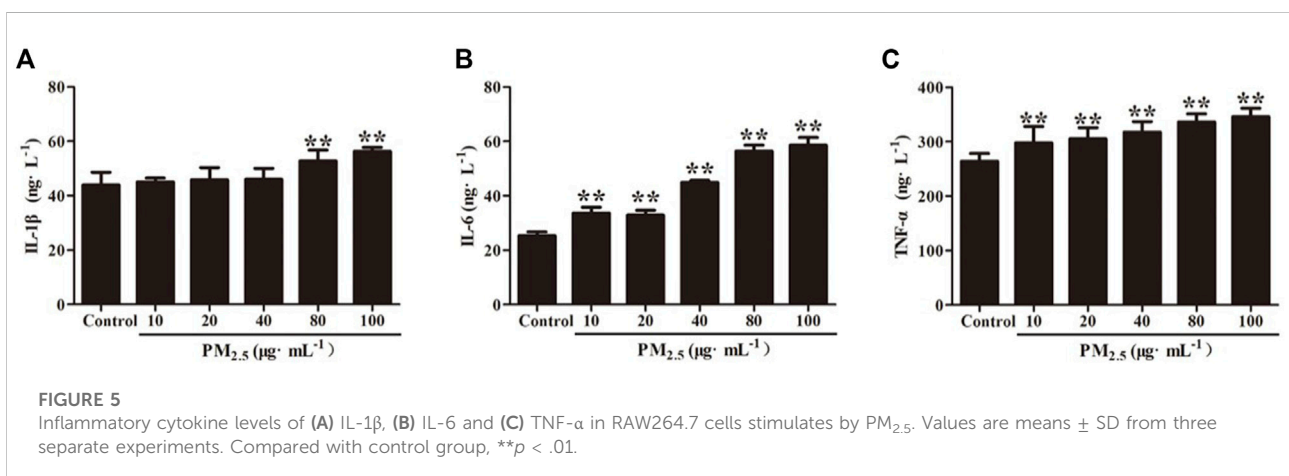 A
80
60
40
20
0
IL-1β (ng· L⁻¹)
** **
Control 10 20 40 80 100
PM₂.₅ (µg· mL⁻¹)
B
80
60
40
20
0
IL-6 (ng· L⁻¹)
** ** ** ** **
Control 10 20 40 80 100
PM₂.₅ (µg· mL⁻¹)
C
400
300
200
100
0
TNF-α (ng· L⁻¹)
** ** ** ** **
Control 10 20 40 80 100
PM₂.₅ (µg· mL⁻¹)
FIGURE 5
Inflammatory cytokine levels of (A) IL-1β, (B) IL-6 and (C) TNF-α in RAW264.7 cells stimulates by PM₂.₅. Values are means ± SD from three
separate experiments. Compared with control group, **p < .01.